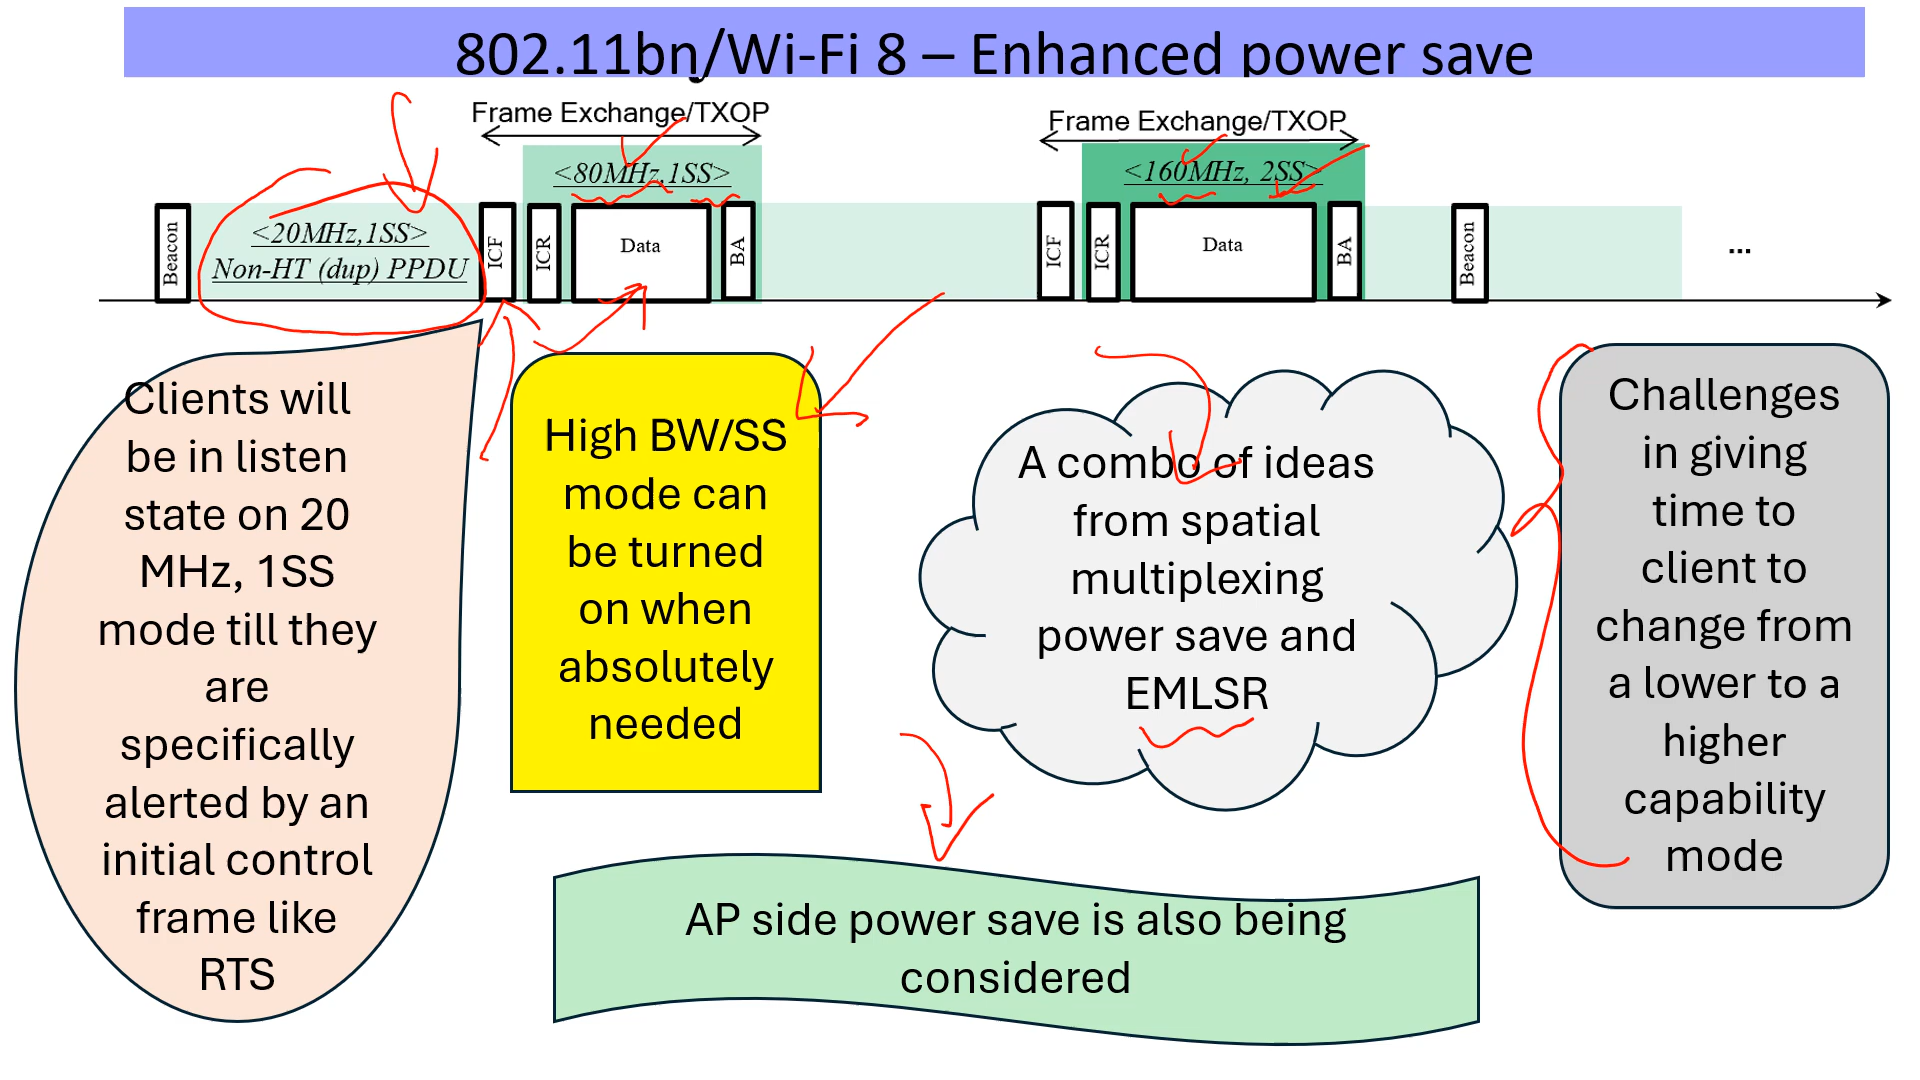 802.11bn/Wi-Fi 8 – Enhanced power save
Frame Exchange/TXOP
Frame Exchange/TXOP
<80MHz,1SS>
<160MHz, 2SS>
Beacon
<20MHz,1SS>
Non-HT (dup) PPDU
ICF
ICR
Data
BA
ICF
ICR
Data
BA
Beacon
...
Clients will
be in listen
state on 20
MHz, 1SS
mode till they
are
specifically
alerted by an
initial control
frame like
RTS
High BW/SS
mode can
be turned
on when
absolutely
needed
A combo of ideas
from spatial
multiplexing
power save and
EMLSR
Challenges
in giving
time to
client to
change from
a lower to a
higher
capability
mode
AP side power save is also being
considered